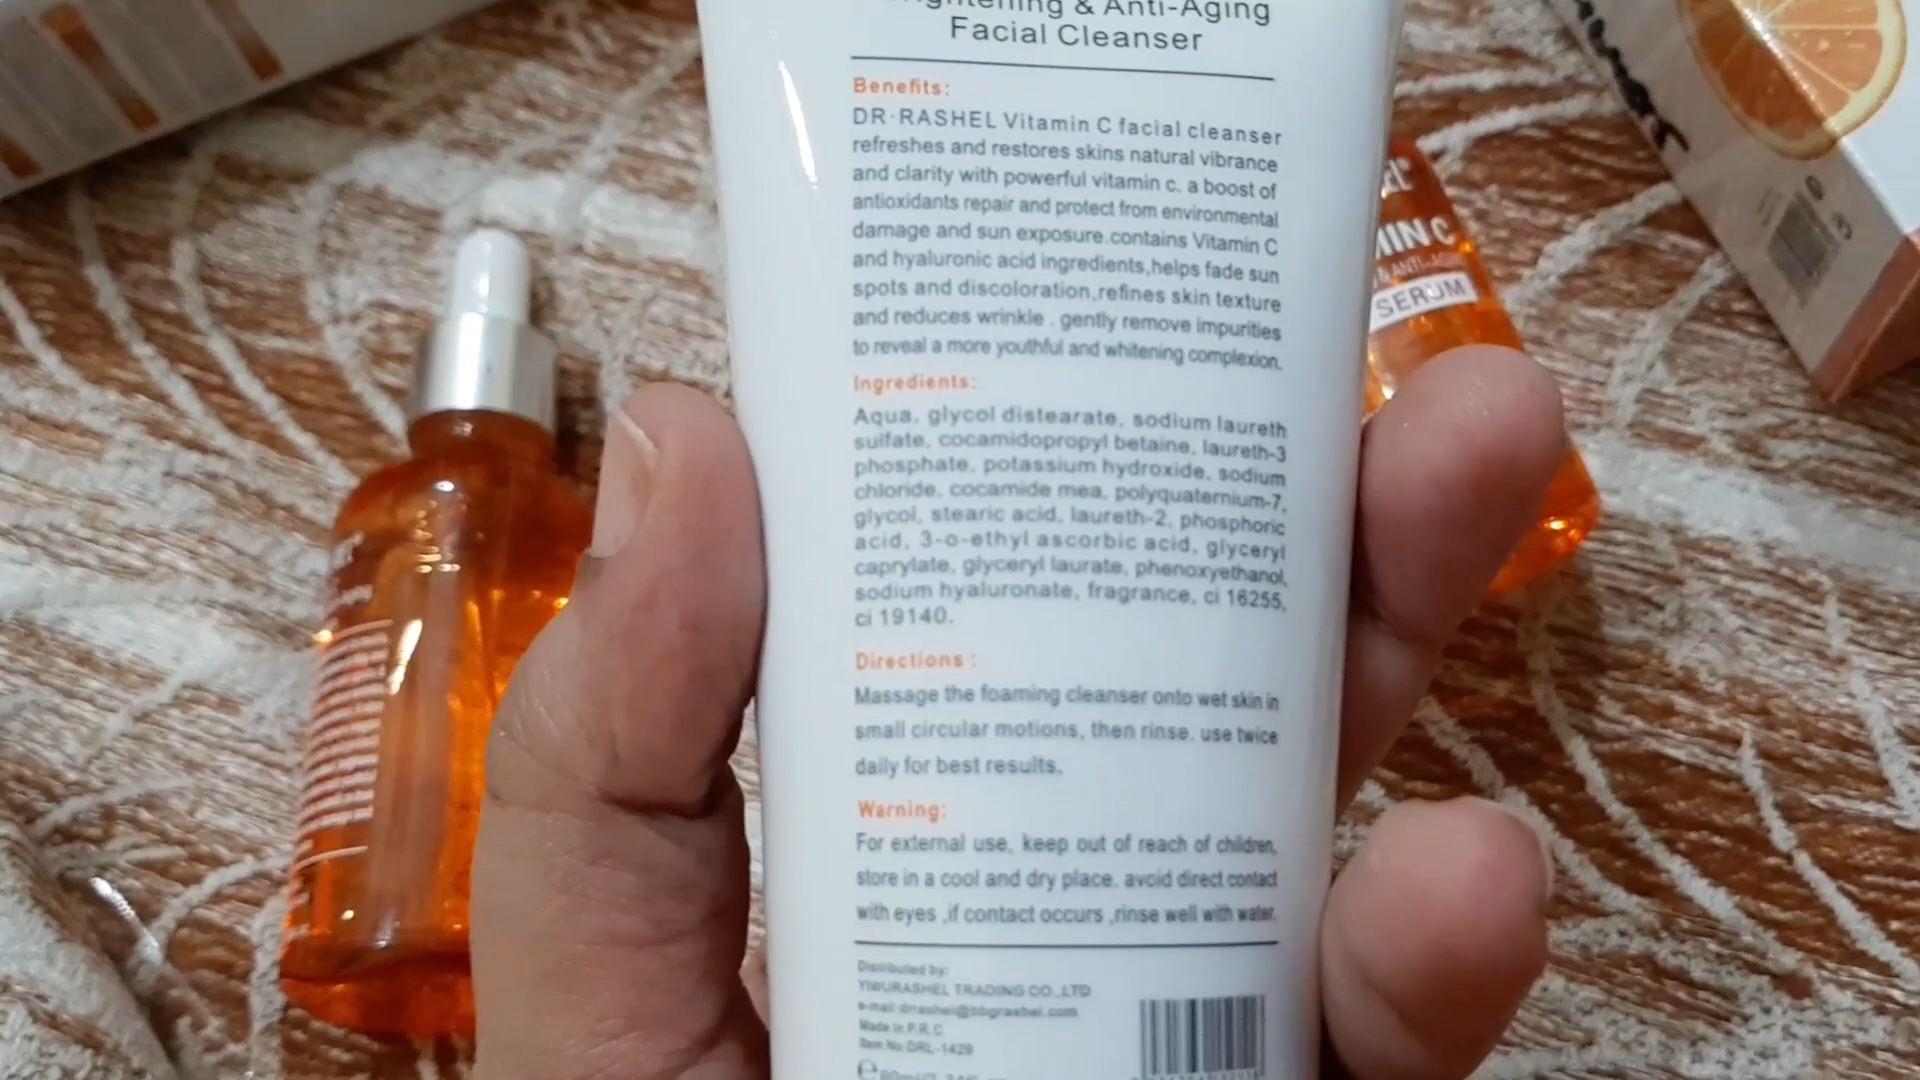 & Anti-Aging
Facial Cleanser
Benefits:
DR·RASHEL Vitamin C facial cleanser
refreshes and restores skins natural vibrance
and clarity with powerful vitamin c. a boost of
antioxidants repair and protect from environmental
damage and sun exposure.contains Vitamin C
and hyaluronic acid ingredients,helps fade sun
spots and discoloration,refines skin texture
and reduces wrinkle . gently remove impurities
to reveal a more youthful and whitening complexion.
Ingredients:
Aqua, glycol distearate, sodium laureth
sulfate, cocamidopropyl betaine, laureth-3
phosphate, potassium hydroxide, sodium
chloride, cocamide mea, polyquaternium-7,
glycol, stearic acid, laureth-2, phosphoric
acid, 3-o-ethyl ascorbic acid, glyceryl
caprylate, glyceryl laurate, phenoxyethanol,
sodium hyaluronate, fragrance, ci 16255,
ci 19140.
Directions :
Massage the foaming cleanser onto wet skin in
small circular motions, then rinse. use twice
daily for best results.
Warning:
For external use, keep out of reach of children,
store in a cool and dry place. avoid direct contact
with eyes ,if contact occurs ,rinse well with water.
Distributed by:
YIWURASHEL TRADING CO.,LTD
Made in P.R.C
Item No:DRL-1429
SERUM